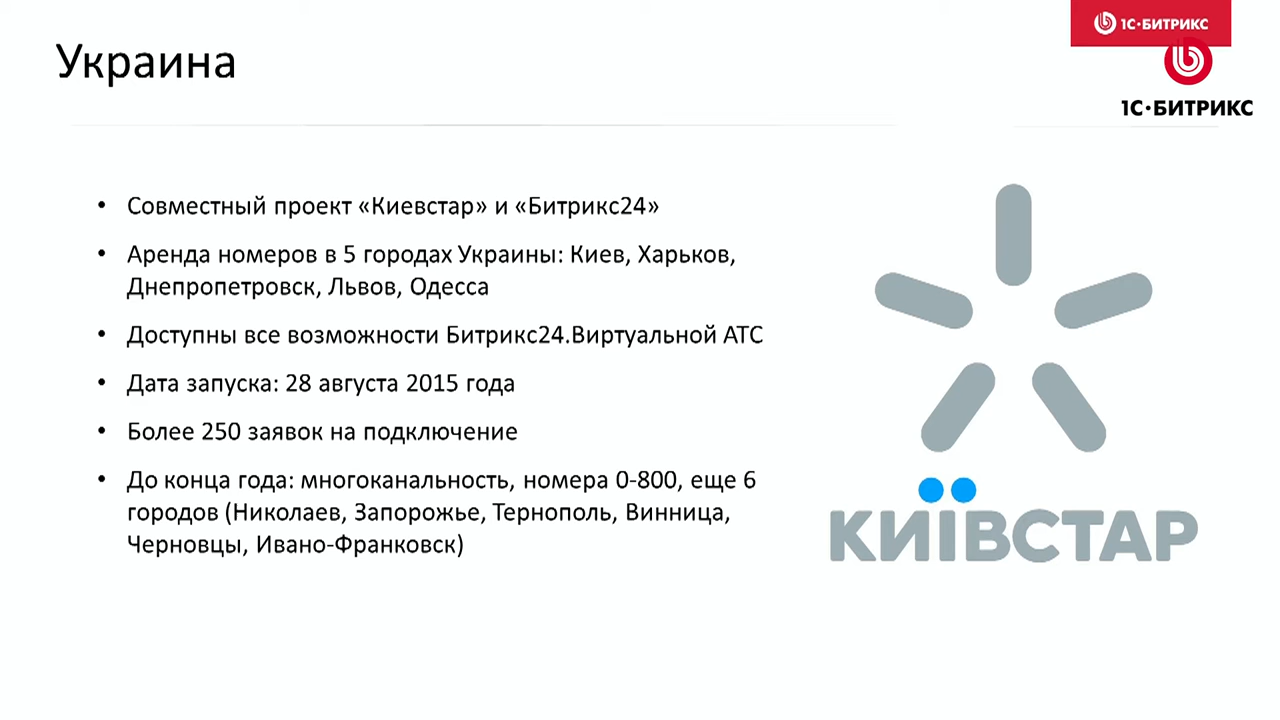 1С·БИТРИКС
Украина
1С·БИТРИКС
• Совместный проект «Киевстар» и «Битрикс24»
• Аренда номеров в 5 городах Украины: Киев, Харьков,
Днепропетровск, Львов, Одесса
• Доступны все возможности Битрикс24.Виртуальной АТС
• Дата запуска: 28 августа 2015 года
• Более 250 заявок на подключение
• До конца года: многоканальность, номера 0-800, еще 6
городов (Николаев, Запорожье, Тернополь, Винница,
Черновцы, Ивано-Франковск)
КИЇВСТАР